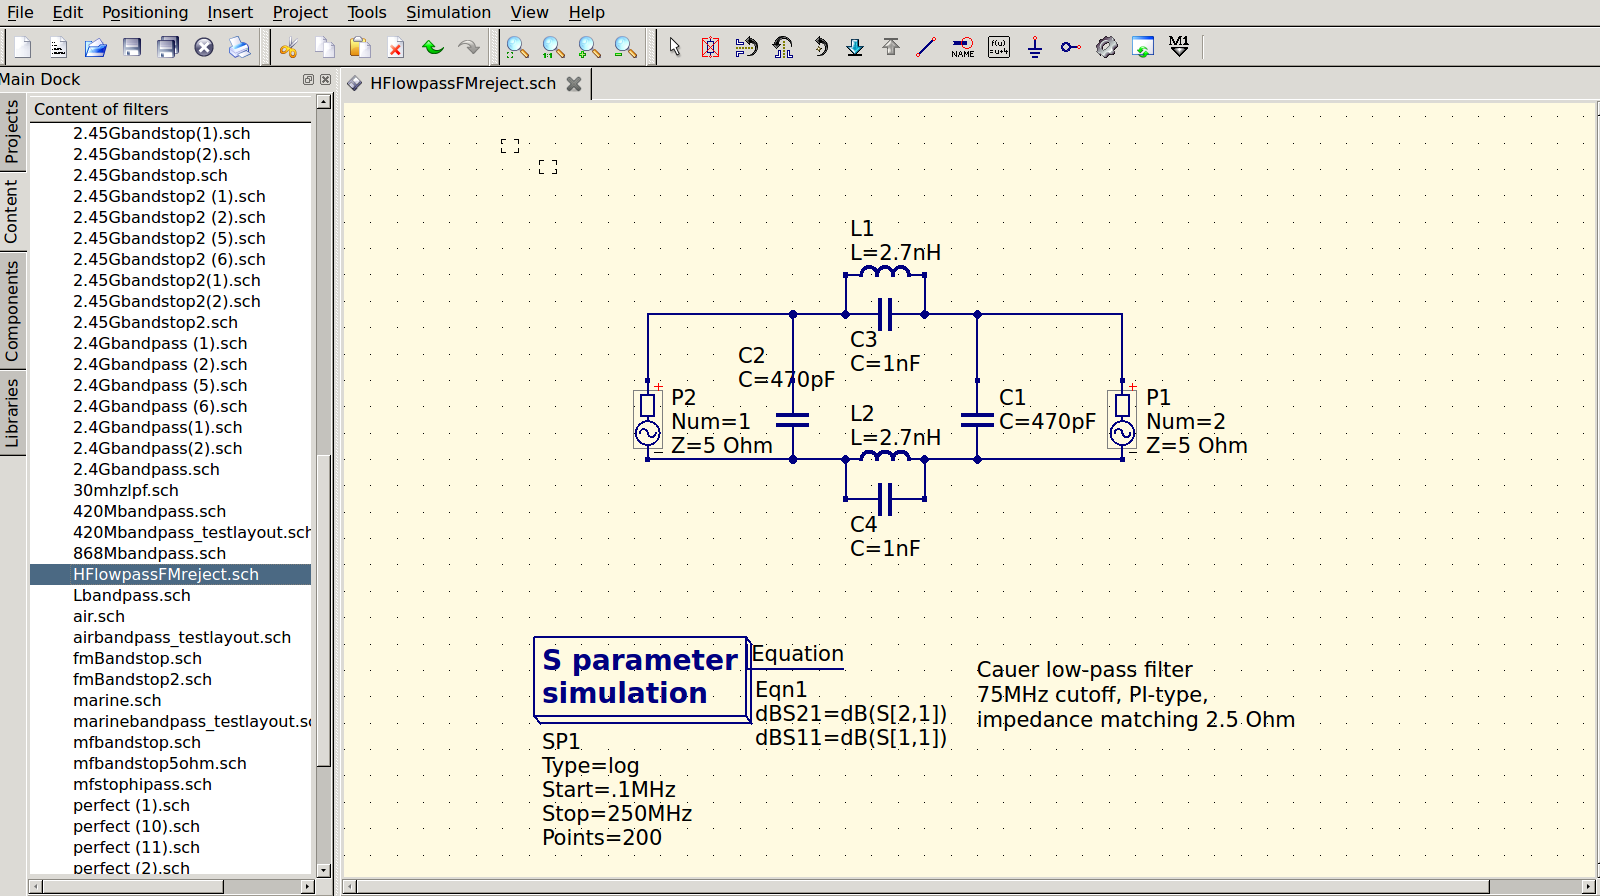 File Edit Positioning Insert Project Tools Simulation View Help
NAME
f(u)
=u+4
M1
1:1
Main Dock
HFlowpassFMreject.sch
Projects
Content
Components
Libraries
Content of filters
2.45Gbandstop(1).sch
2.45Gbandstop(2).sch
2.45Gbandstop.sch
2.45Gbandstop2 (1).sch
2.45Gbandstop2 (2).sch
2.45Gbandstop2 (5).sch
2.45Gbandstop2 (6).sch
2.45Gbandstop2(1).sch
2.45Gbandstop2(2).sch
2.45Gbandstop2.sch
2.4Gbandpass (1).sch
2.4Gbandpass (2).sch
2.4Gbandpass (5).sch
2.4Gbandpass (6).sch
2.4Gbandpass(1).sch
2.4Gbandpass(2).sch
2.4Gbandpass.sch
30mhzlpf.sch
420Mbandpass.sch
420Mbandpass_testlayout.sch
868Mbandpass.sch
HFlowpassFMreject.sch
Lbandpass.sch
air.sch
airbandpass_testlayout.sch
fmBandstop.sch
fmBandstop2.sch
marine.sch
marinebandpass_testlayout.sc
mfbandstop.sch
mfbandstop5ohm.sch
mfstophipass.sch
perfect (1).sch
perfect (10).sch
perfect (11).sch
perfect (2).sch
L1
L=2.7nH
C3
C=1nF
C2
C=470pF
P2
Num=1
Z=5 Ohm
L2
L=2.7nH
C1
C=470pF
P1
Num=2
Z=5 Ohm
C4
C=1nF
S parameter
simulation
SP1
Type=log
Start=.1MHz
Stop=250MHz
Points=200
Equation
Eqn1
dBS21=dB(S[2,1])
dBS11=dB(S[1,1])
Cauer low-pass filter
75MHz cutoff, PI-type,
impedance matching 2.5 Ohm